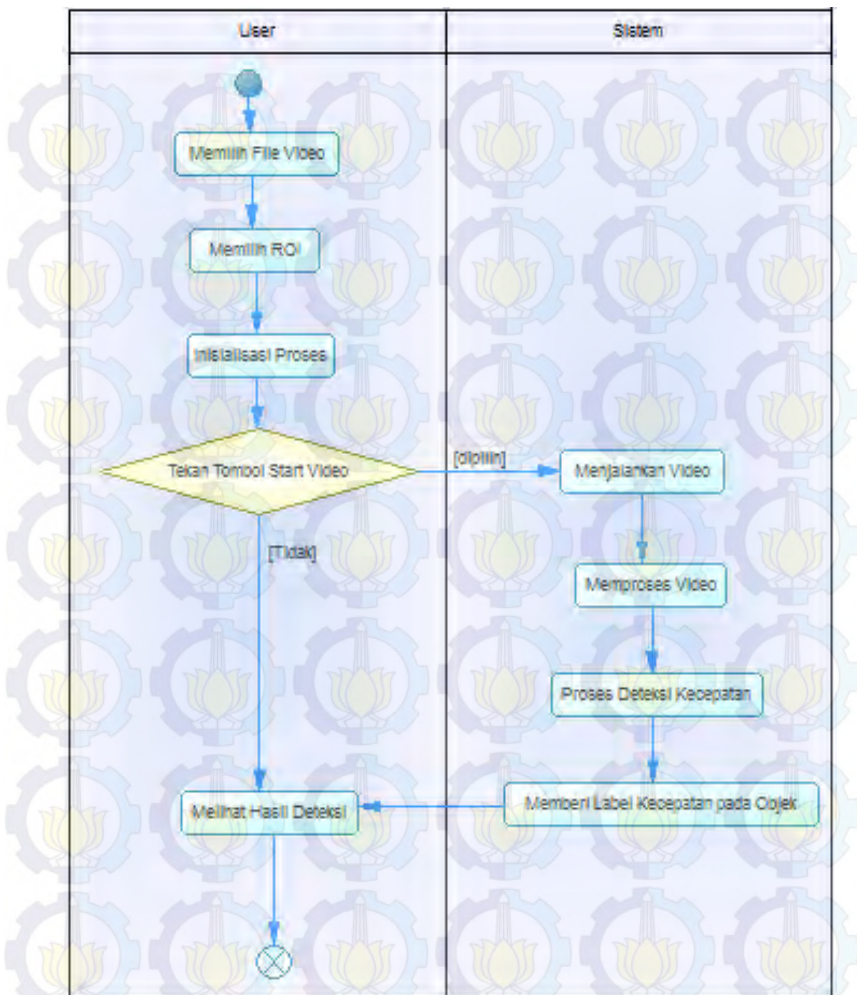 User
Sistem
Memilih File Video
Memilih ROI
Inisialisasi Proses
Tekan Tombol Start Video
[dipilih]
Menjalankan Video
[Tidak]
Memproses Video
Proses Deteksi Kecepatan
Melihat Hasil Deteksi
Memberi Label Kecepatan pada Objek